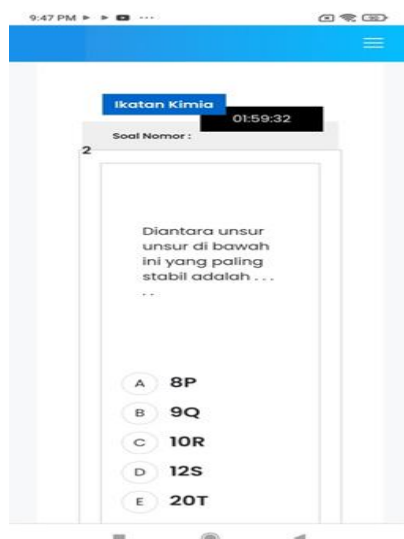 9:47 PM
Ikatan Kimia
01:59:32
Soal Nomor :
2
Diantara unsur
unsur di bawah
ini yang paling
stabil adalah . . .
. .
A 8P
B 9Q
C 10R
D 12S
E 20T